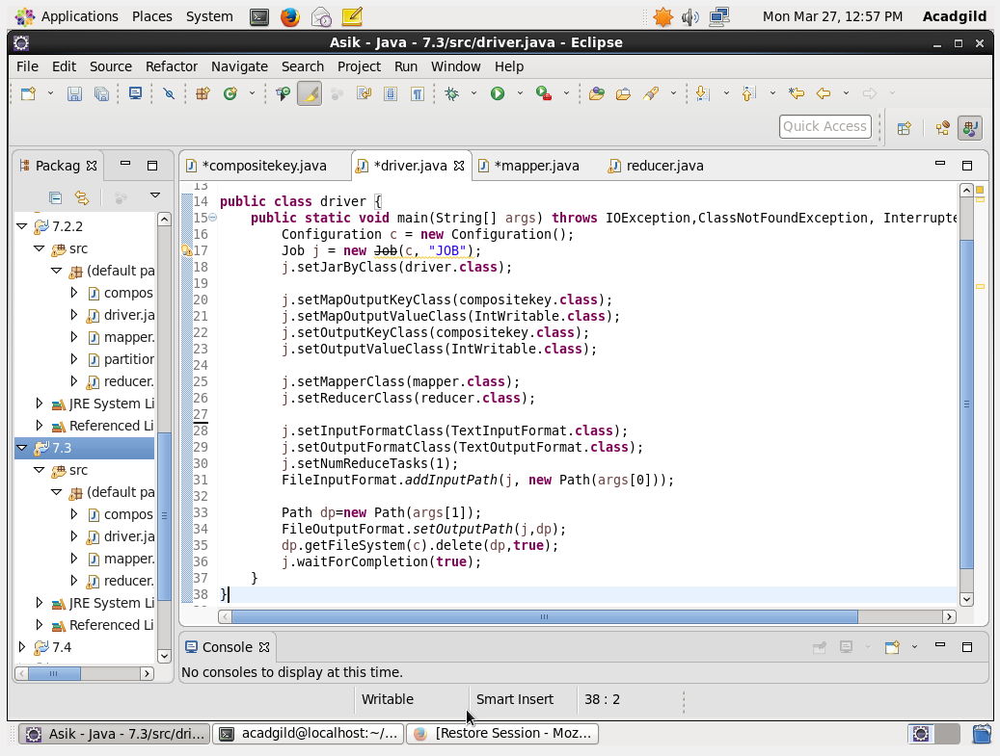 Applications Places System Mon Mar 27, 12:57 PM Acadgild
Asik - Java - 7.3/src/driver.java - Eclipse
File Edit Source Refactor Navigate Search Project Run Window Help
Quick Access
Packag
7.2.2
src
(default pa
compos
driver.ja
mapper.
partition
reducer.
JRE System Li
Referenced Li
7.3
src
(default pa
compos
driver.ja
mapper.
reducer.
JRE System Li
Referenced Li
7.4
*compositekey.java *driver.java *mapper.java reducer.java
13
14 public class driver {
15 public static void main(String[] args) throws IOException,ClassNotFoundException, Interrupte
16 Configuration c = new Configuration();
17 Job j = new Job(c, "JOB");
18 j.setJarByClass(driver.class);
19
20 j.setMapOutputKeyClass(compositekey.class);
21 j.setMapOutputValueClass(IntWritable.class);
22 j.setOutputKeyClass(compositekey.class);
23 j.setOutputValueClass(IntWritable.class);
24
25 j.setMapperClass(mapper.class);
26 j.setReducerClass(reducer.class);
27
28 j.setInputFormatClass(TextInputFormat.class);
29 j.setOutputFormatClass(TextOutputFormat.class);
30 j.setNumReduceTasks(1);
31 FileInputFormat.addInputPath(j, new Path(args[0]));
32
33 Path dp=new Path(args[1]);
34 FileOutputFormat.setOutputPath(j,dp);
35 dp.getFileSystem(c).delete(dp,true);
36 j.waitForCompletion(true);
37 }
38 }
Console
No consoles to display at this time.
Writable Smart Insert 38 : 2
Asik - Java - 7.3/src/dri... acadgild@localhost:~/... [Restore Session - Moz...